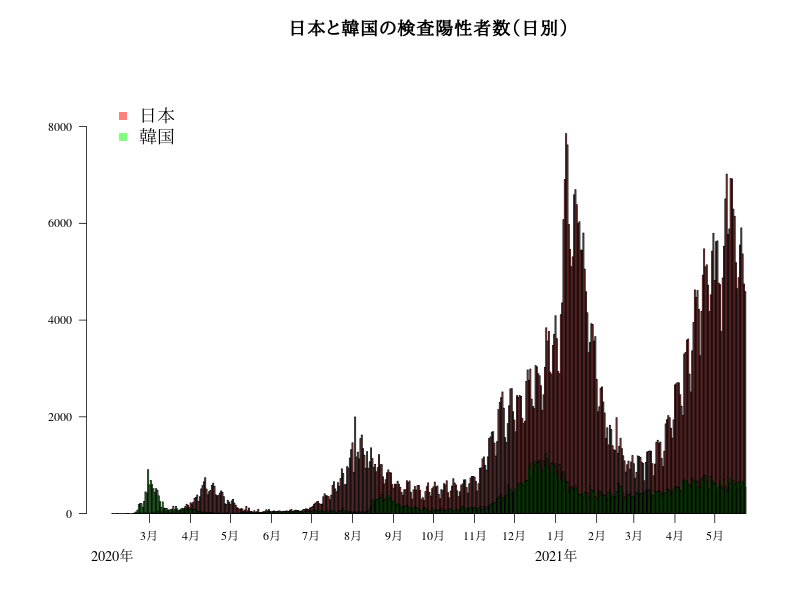 日本と韓国の検査陽性者数(日別)
日本
韓国
8000
6000
4000
2000
0
3月 4月 5月 6月 7月 8月 9月 10月 11月 12月 1月 2月 3月 4月 5月
2020年 2021年